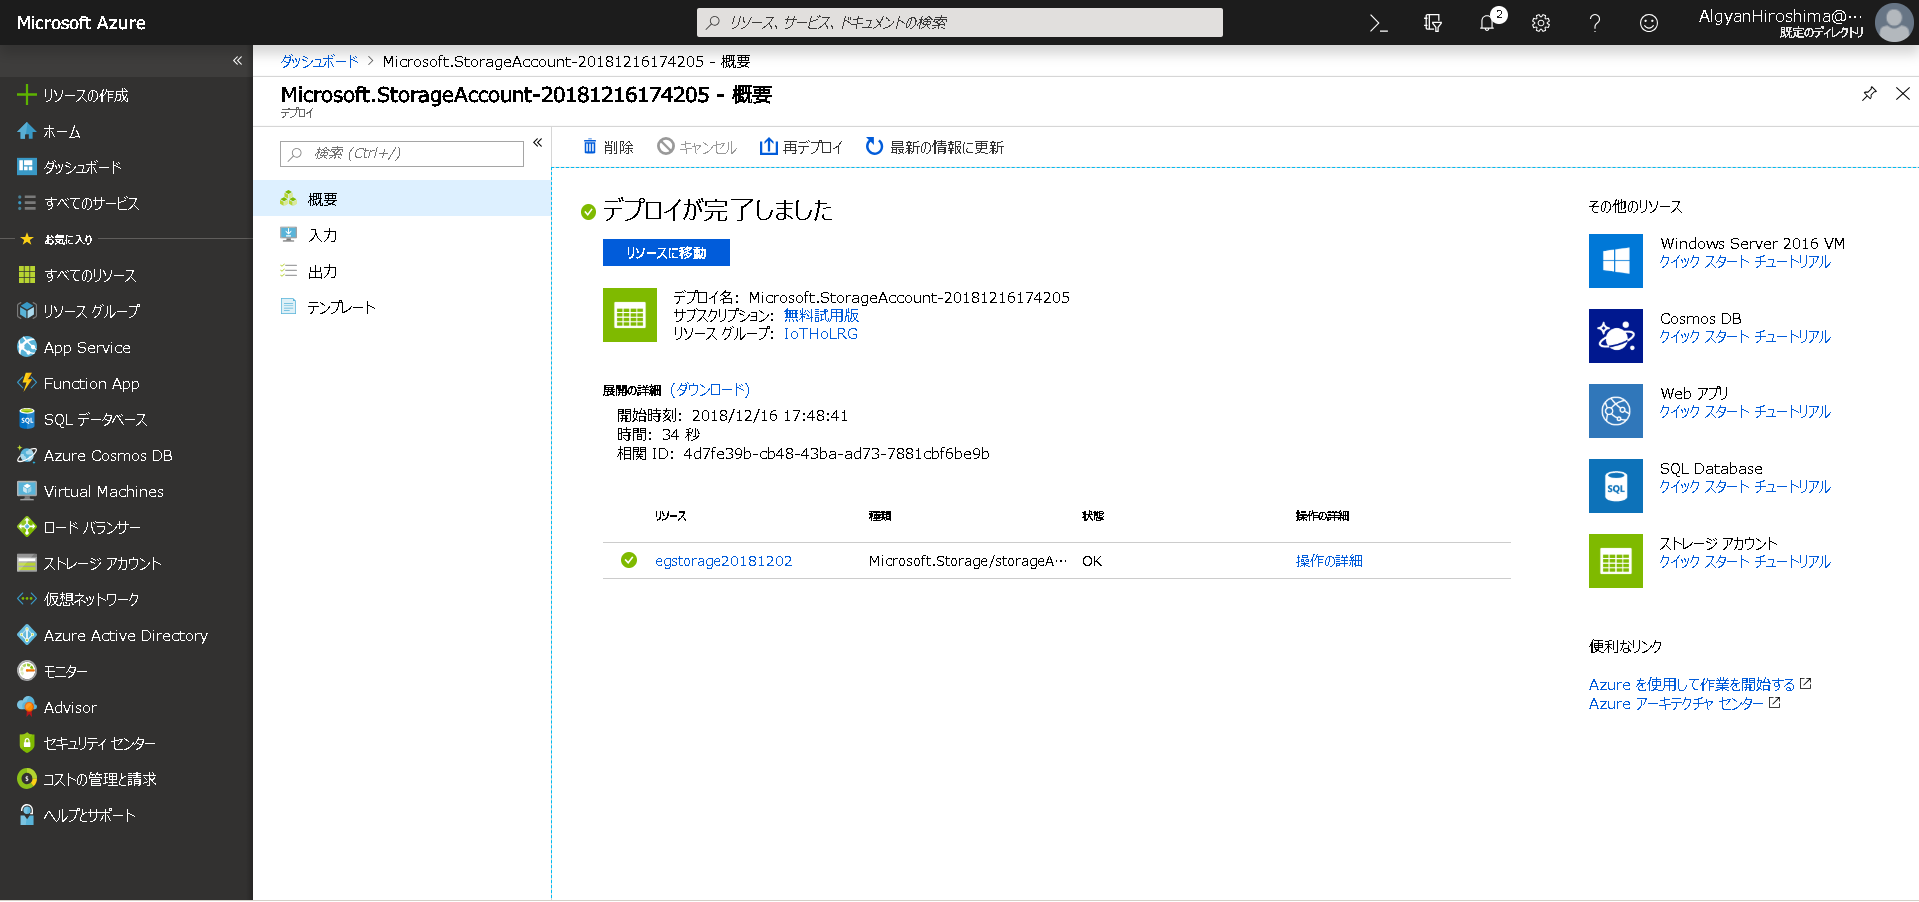 Microsoft Azure
リソース、サービス、ドキュメントの検索
2
AlgyanHiroshima@…
既定のディレクトリ
«
リソースの作成
ホーム
ダッシュボード
すべてのサービス
お気に入り
すべてのリソース
リソース グループ
App Service
Function App
SQL データベース
Azure Cosmos DB
Virtual Machines
ロード バランサー
ストレージ アカウント
仮想ネットワーク
Azure Active Directory
モニター
Advisor
セキュリティ センター
コストの管理と請求
ヘルプとサポート
ダッシュボード > Microsoft.StorageAccount-20181216174205 - 概要
Microsoft.StorageAccount-20181216174205 - 概要
デプロイ
検索 (Ctrl+/)
«
概要
入力
出力
テンプレート
削除 キャンセル 再デプロイ 最新の情報に更新
デプロイが完了しました
リソースに移動
デプロイ名: Microsoft.StorageAccount-20181216174205
サブスクリプション: 無料試用版
リソース グループ: IoTHoLRG
展開の詳細 (ダウンロード)
開始時刻: 2018/12/16 17:48:41
時間: 34 秒
相関 ID: 4d7fe39b-cb48-43ba-ad73-7881cbf6be9b
リソース 種類 状態 操作の詳細
egstorage20181202 Microsoft.Storage/storageA… OK 操作の詳細
その他のリソース
Windows Server 2016 VM
クイック スタート チュートリアル
Cosmos DB
クイック スタート チュートリアル
Web アプリ
クイック スタート チュートリアル
SQL
SQL Database
クイック スタート チュートリアル
ストレージ アカウント
クイック スタート チュートリアル
便利なリンク
Azure を使用して作業を開始する
Azure アーキテクチャ センター